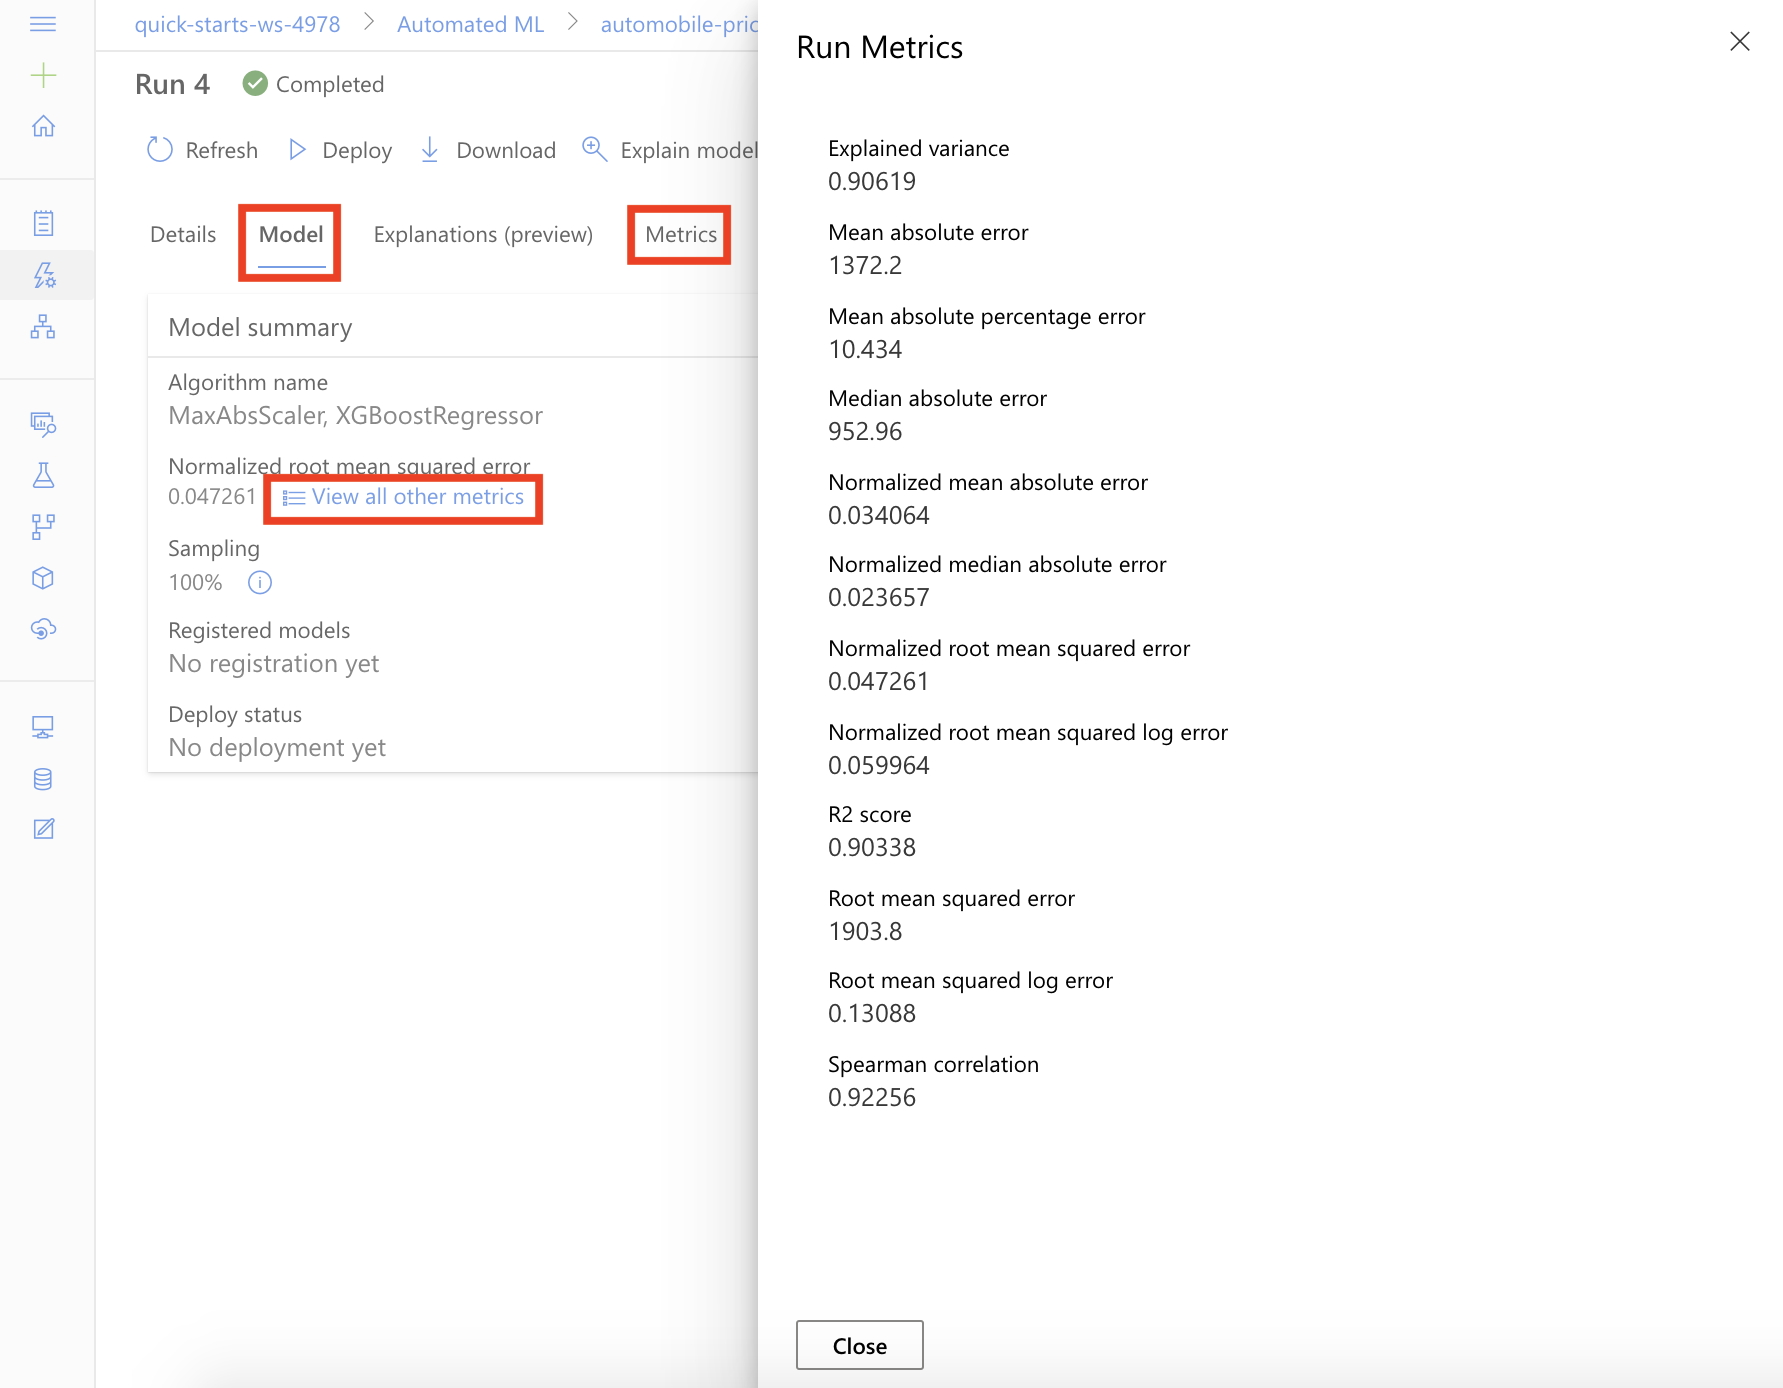 quick-starts-ws-4978 > Automated ML >
Run 4 Completed
Refresh Deploy Download Explain model
Details Model Explanations (preview) Metrics
Model summary
Algorithm name
MaxAbsScaler, XGBoostRegressor
Normalized root mean squared error
0.047261 View all other metrics
Sampling
100%
Registered models
No registration yet
Deploy status
No deployment yet
Run Metrics
Explained variance
0.90619
Mean absolute error
1372.2
Mean absolute percentage error
10.434
Median absolute error
952.96
Normalized mean absolute error
0.034064
Normalized median absolute error
0.023657
Normalized root mean squared error
0.047261
Normalized root mean squared log error
0.059964
R2 score
0.90338
Root mean squared error
1903.8
Root mean squared log error
0.13088
Spearman correlation
0.92256
Close